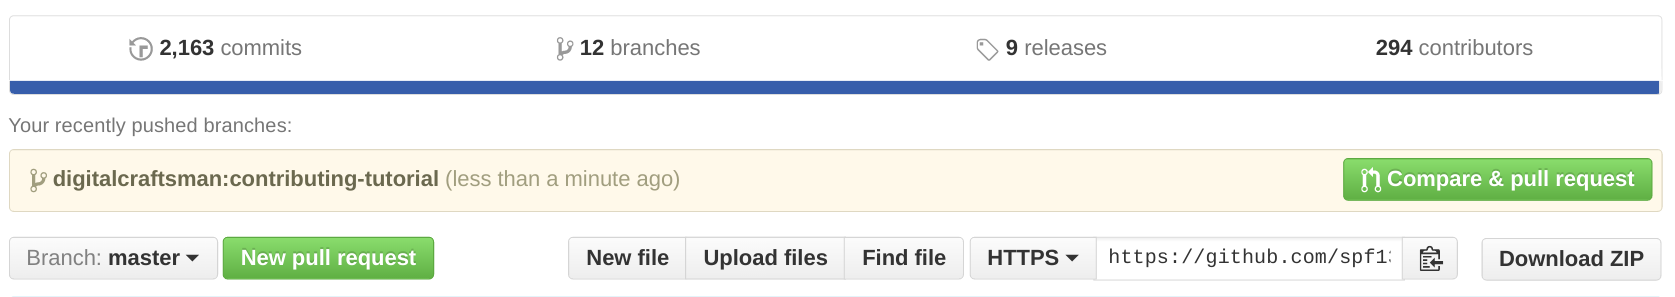 2,163 commits 12 branches 9 releases 294 contributors
Your recently pushed branches:
digitalcraftsman:contributing-tutorial (less than a minute ago) Compare & pull request
Branch: master New pull request New file Upload files Find file HTTPS https://github.com/spf1 Download ZIP